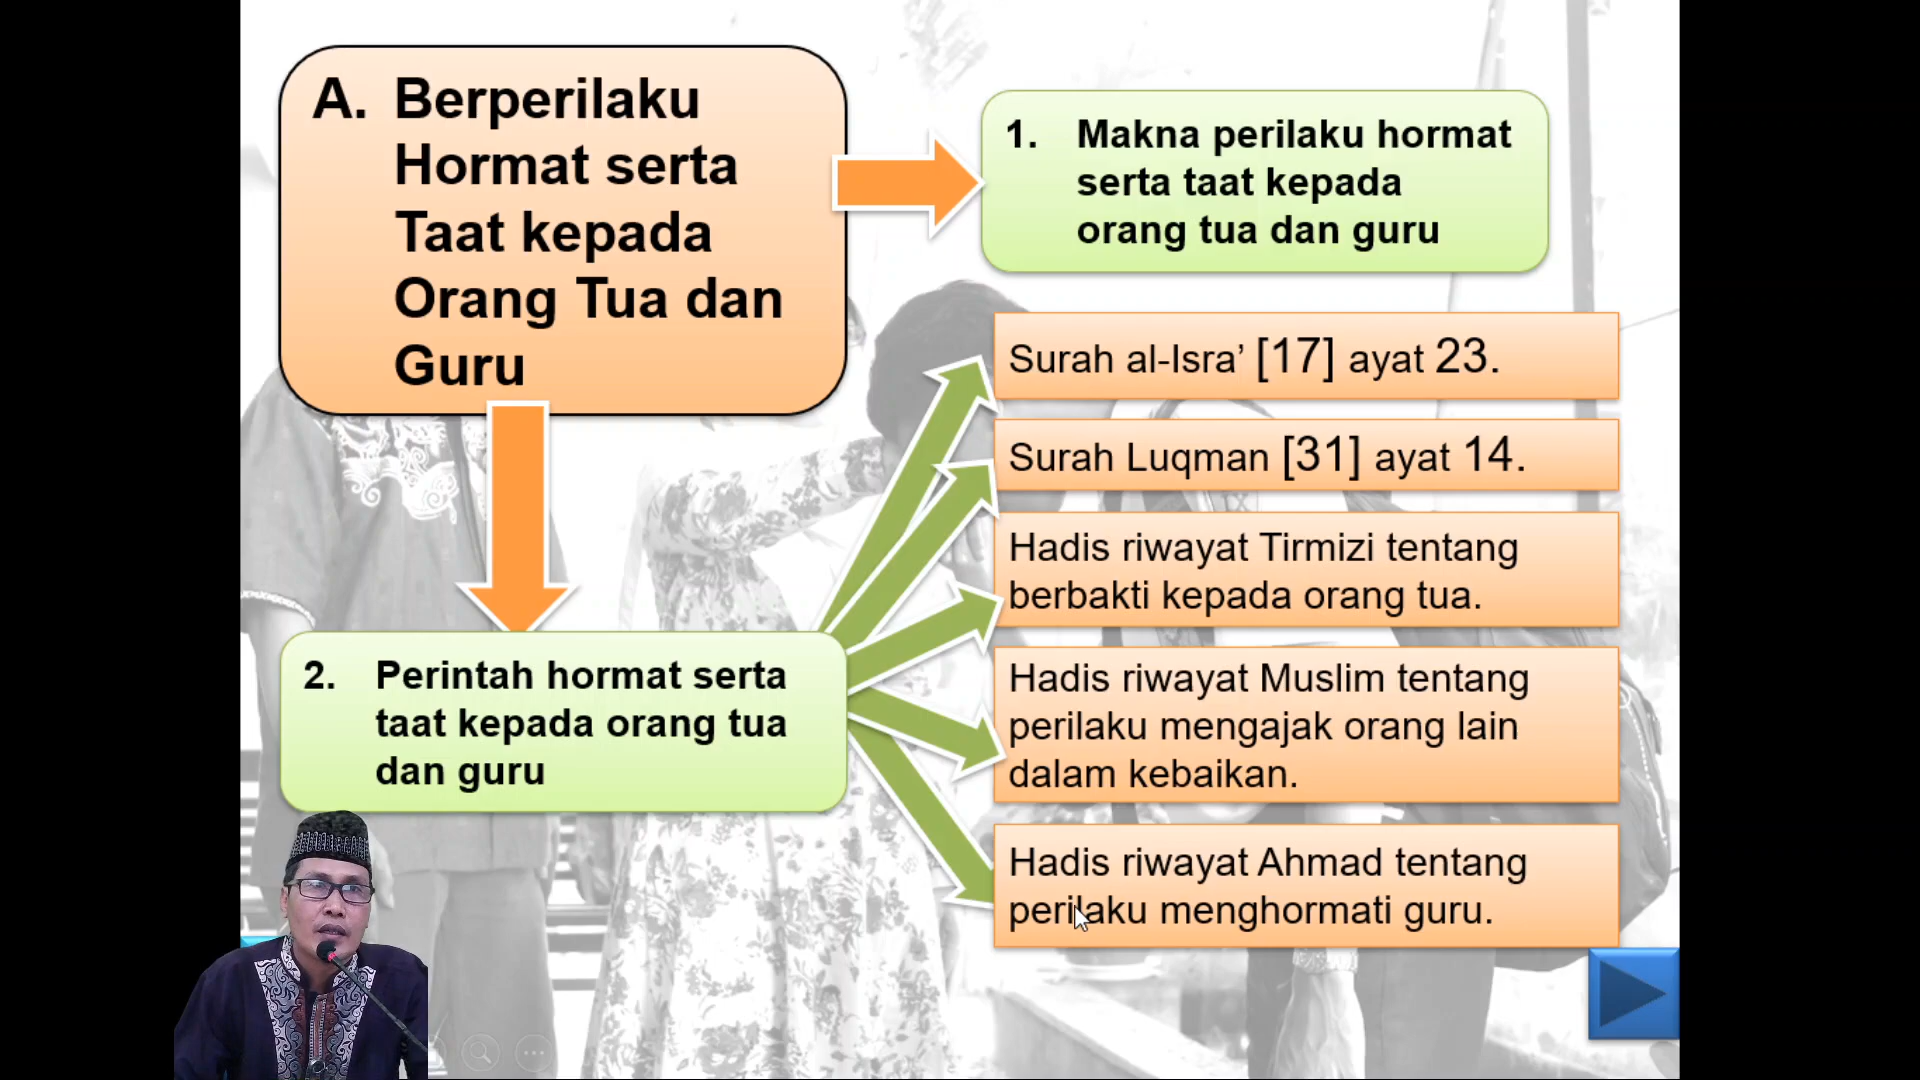 A. Berperilaku
Hormat serta
Taat kepada
Orang Tua dan
Guru
1. Makna perilaku hormat
serta taat kepada
orang tua dan guru
2. Perintah hormat serta
taat kepada orang tua
dan guru
Surah al-Isra’ [17] ayat 23.
Surah Luqman [31] ayat 14.
Hadis riwayat Tirmizi tentang
berbakti kepada orang tua.
Hadis riwayat Muslim tentang
perilaku mengajak orang lain
dalam kebaikan.
Hadis riwayat Ahmad tentang
perilaku menghormati guru.